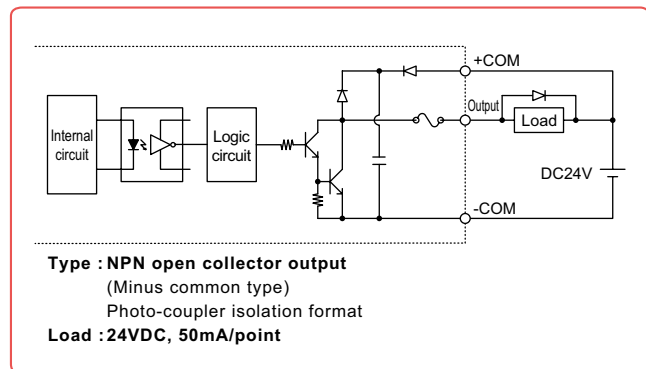 +COM
Output
Internal
circuit
Logic
circuit
Load
DC24V
-COM
Type : NPN open collector output
(Minus common type)
Photo-coupler isolation format
Load : 24VDC, 50mA/point